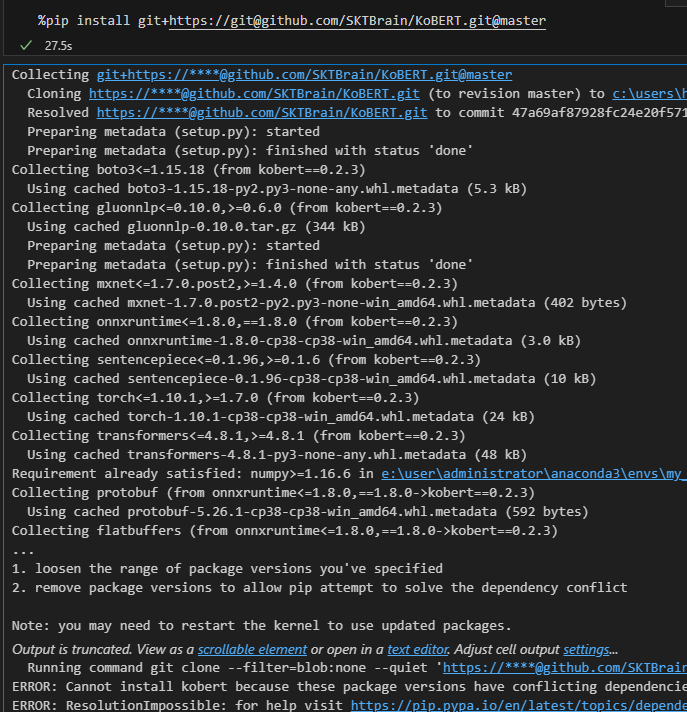 %pip install git+https://git@github.com/SKTBrain/KoBERT.git@master
27.5s
Collecting git+https://****@github.com/SKTBrain/KoBERT.git@master
Cloning https://****@github.com/SKTBrain/KoBERT.git (to revision master) to c:\users\h
Resolved https://****@github.com/SKTBrain/KoBERT.git to commit 47a69af87928fc24e20f571
Preparing metadata (setup.py): started
Preparing metadata (setup.py): finished with status 'done'
Collecting boto3<=1.15.18 (from kobert==0.2.3)
Using cached boto3-1.15.18-py2.py3-none-any.whl.metadata (5.3 kB)
Collecting gluonnlp<=0.10.0,>=0.6.0 (from kobert==0.2.3)
Using cached gluonnlp-0.10.0.tar.gz (344 kB)
Preparing metadata (setup.py): started
Preparing metadata (setup.py): finished with status 'done'
Collecting mxnet<=1.7.0.post2,>=1.4.0 (from kobert==0.2.3)
Using cached mxnet-1.7.0.post2-py2.py3-none-win_amd64.whl.metadata (402 bytes)
Collecting onnxruntime<=1.8.0,==1.8.0 (from kobert==0.2.3)
Using cached onnxruntime-1.8.0-cp38-cp38-win_amd64.whl.metadata (3.0 kB)
Collecting sentencepiece<=0.1.96,>=0.1.6 (from kobert==0.2.3)
Using cached sentencepiece-0.1.96-cp38-cp38-win_amd64.whl.metadata (10 kB)
Collecting torch<=1.10.1,>=1.7.0 (from kobert==0.2.3)
Using cached torch-1.10.1-cp38-cp38-win_amd64.whl.metadata (24 kB)
Collecting transformers<=4.8.1,>=4.8.1 (from kobert==0.2.3)
Using cached transformers-4.8.1-py3-none-any.whl.metadata (48 kB)
Requirement already satisfied: numpy>=1.16.6 in e:\user\administrator\anaconda3\envs\my_
Collecting protobuf (from onnxruntime<=1.8.0,==1.8.0->kobert==0.2.3)
Using cached protobuf-5.26.1-cp38-cp38-win_amd64.whl.metadata (592 bytes)
Collecting flatbuffers (from onnxruntime<=1.8.0,==1.8.0->kobert==0.2.3)
...
1. loosen the range of package versions you've specified
2. remove package versions to allow pip attempt to solve the dependency conflict
Note: you may need to restart the kernel to use updated packages.
Output is truncated. View as a scrollable element or open in a text editor. Adjust cell output settings...
Running command git clone --filter=blob:none --quiet 'https://****@github.com/SKTBrain
ERROR: Cannot install kobert because these package versions have conflicting dependencie
ERROR: ResolutionImpossible: for help visit https://pip.pypa.io/en/latest/topics/depende